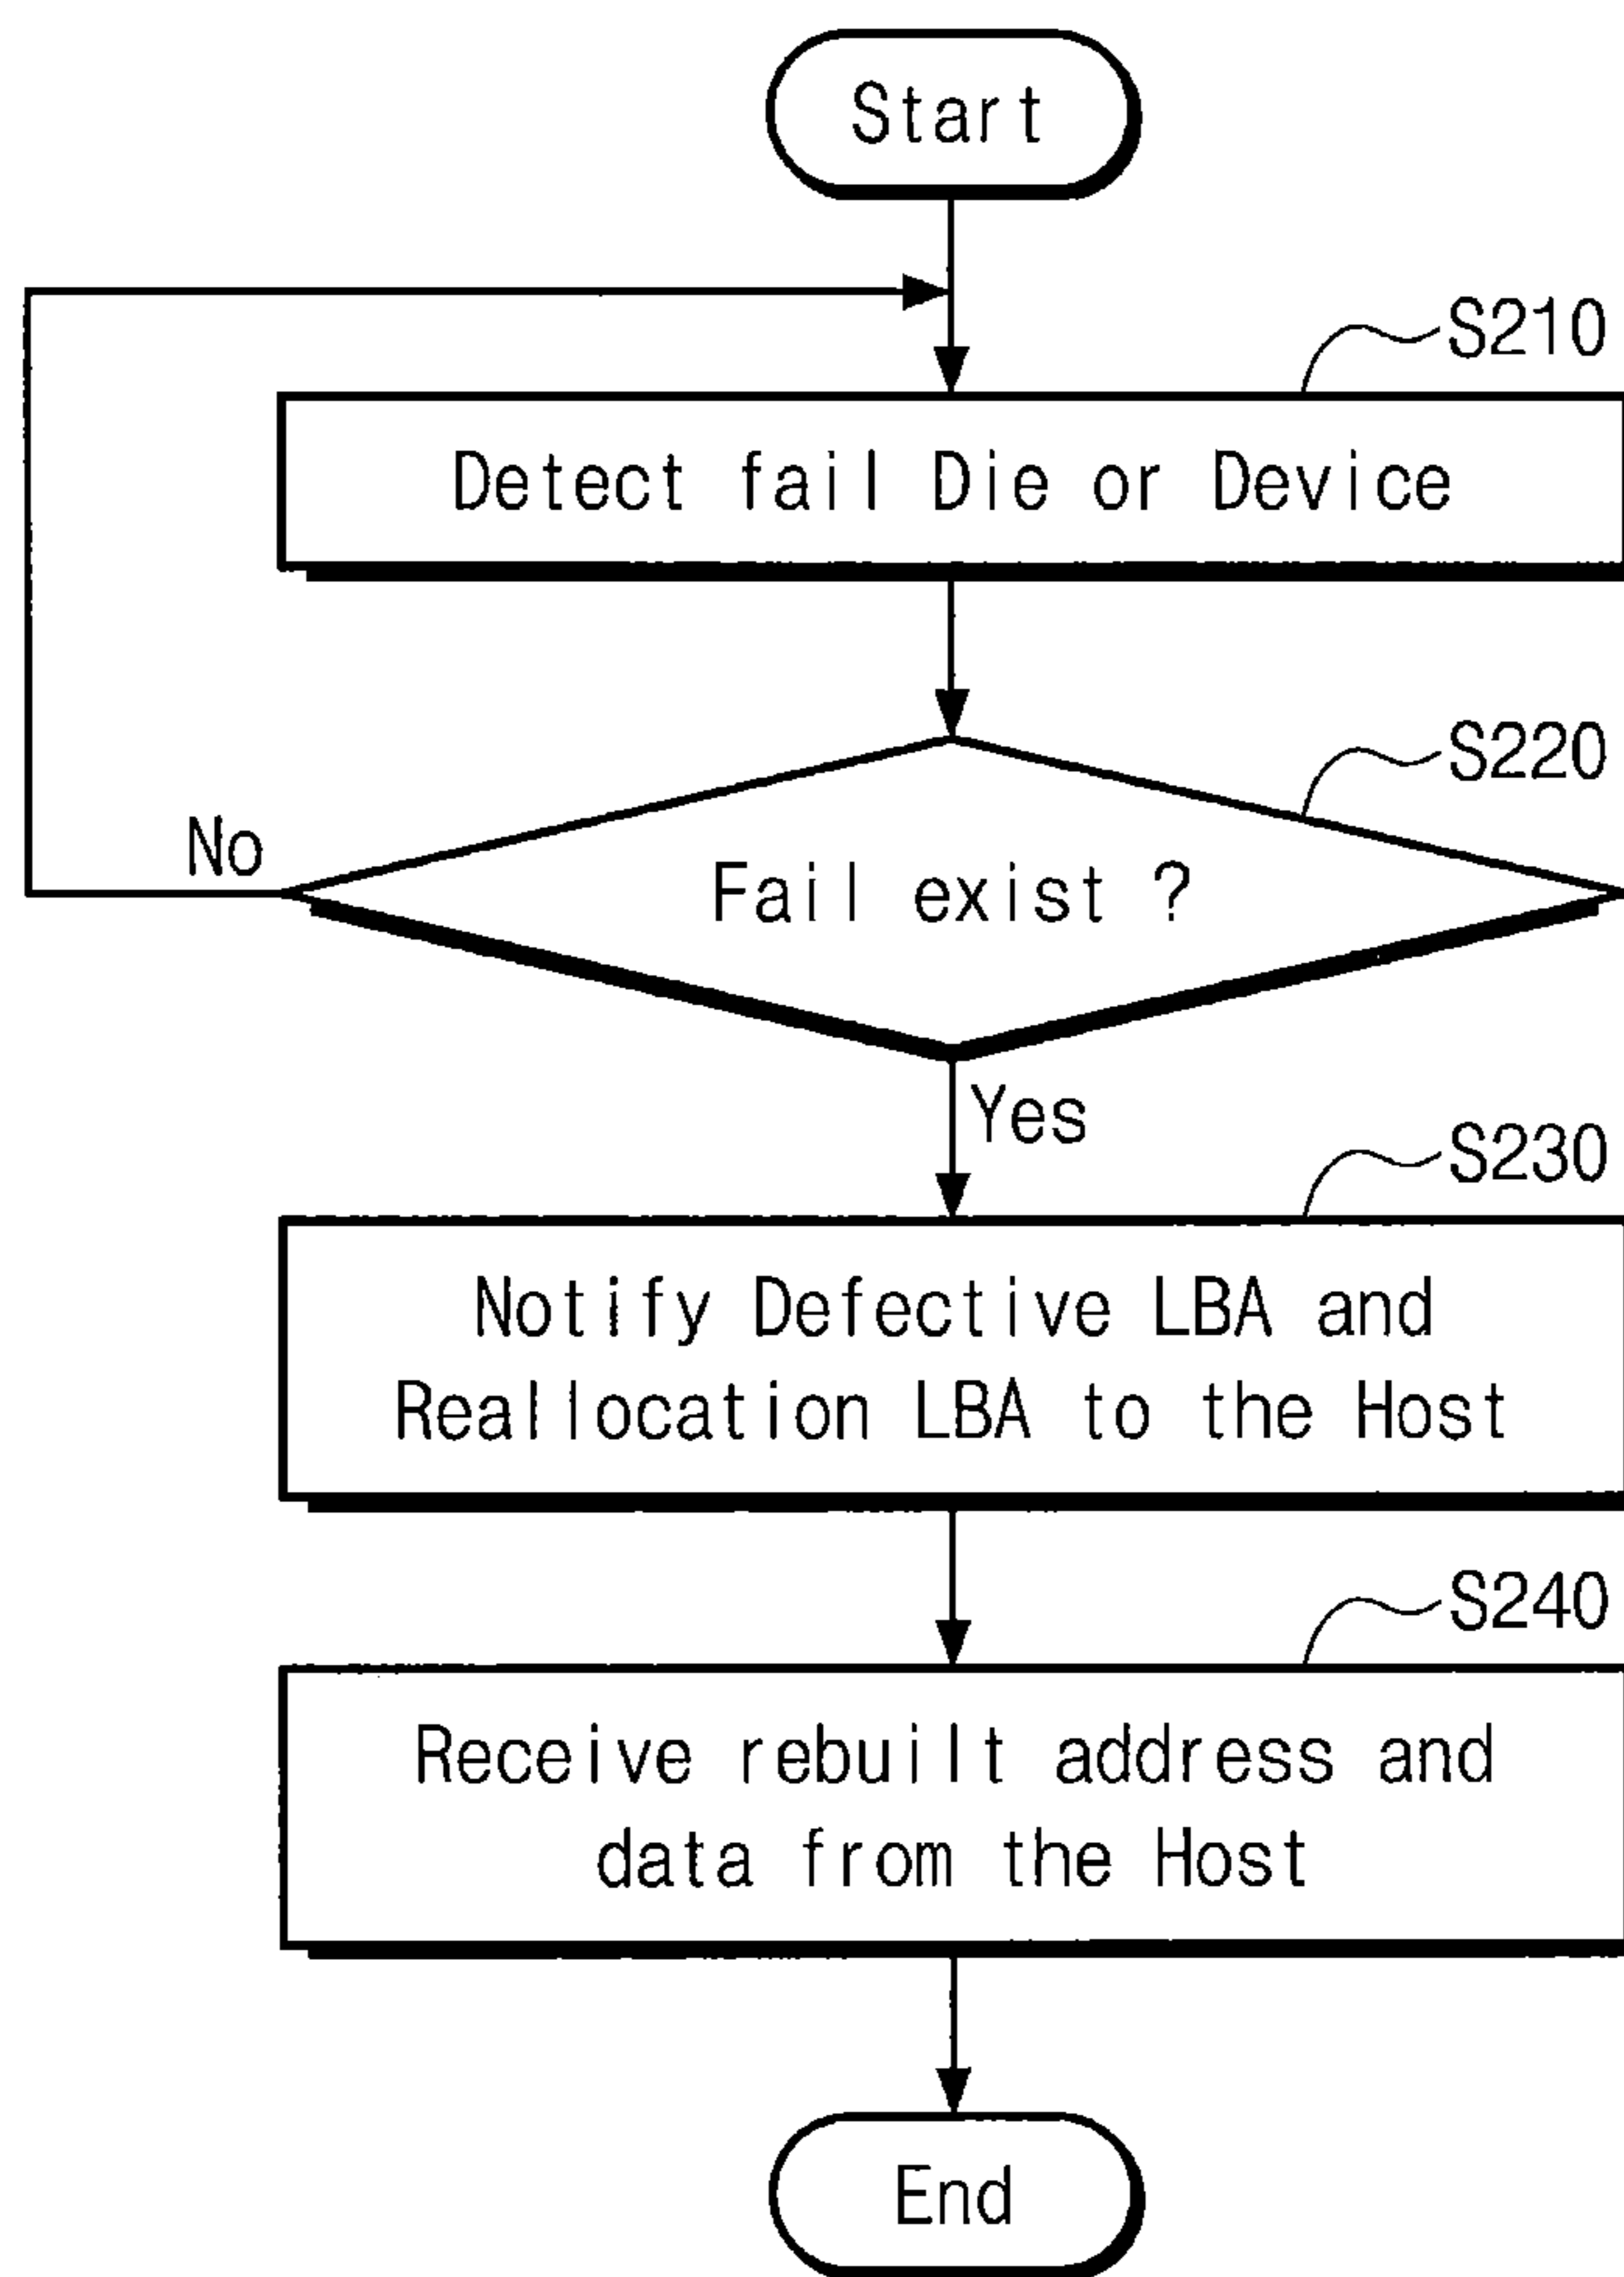 Start
S210
Detect fail Die or Device
S220
No
Fail exist ?
Yes
S230
Notify Defective LBA and
Reallocation LBA to the Host
S240
Receive rebuilt address and
data from the Host
End